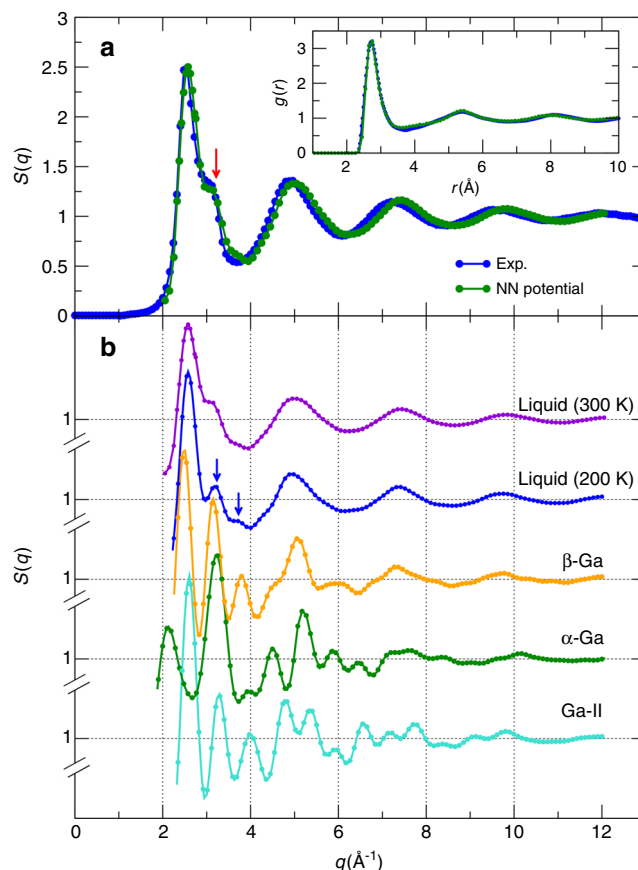 a
3
2.5
2
1.5
1
0.5
0
S(q)
3
2
1
0
g(r)
2
4
6
8
10
r(Å)
Exp.
NN potential
b
1
Liquid (300 K)
1
Liquid (200 K)
1
β-Ga
1
α-Ga
1
Ga-II
S(q)
0
2
4
6
8
10
12
q(Å⁻¹)